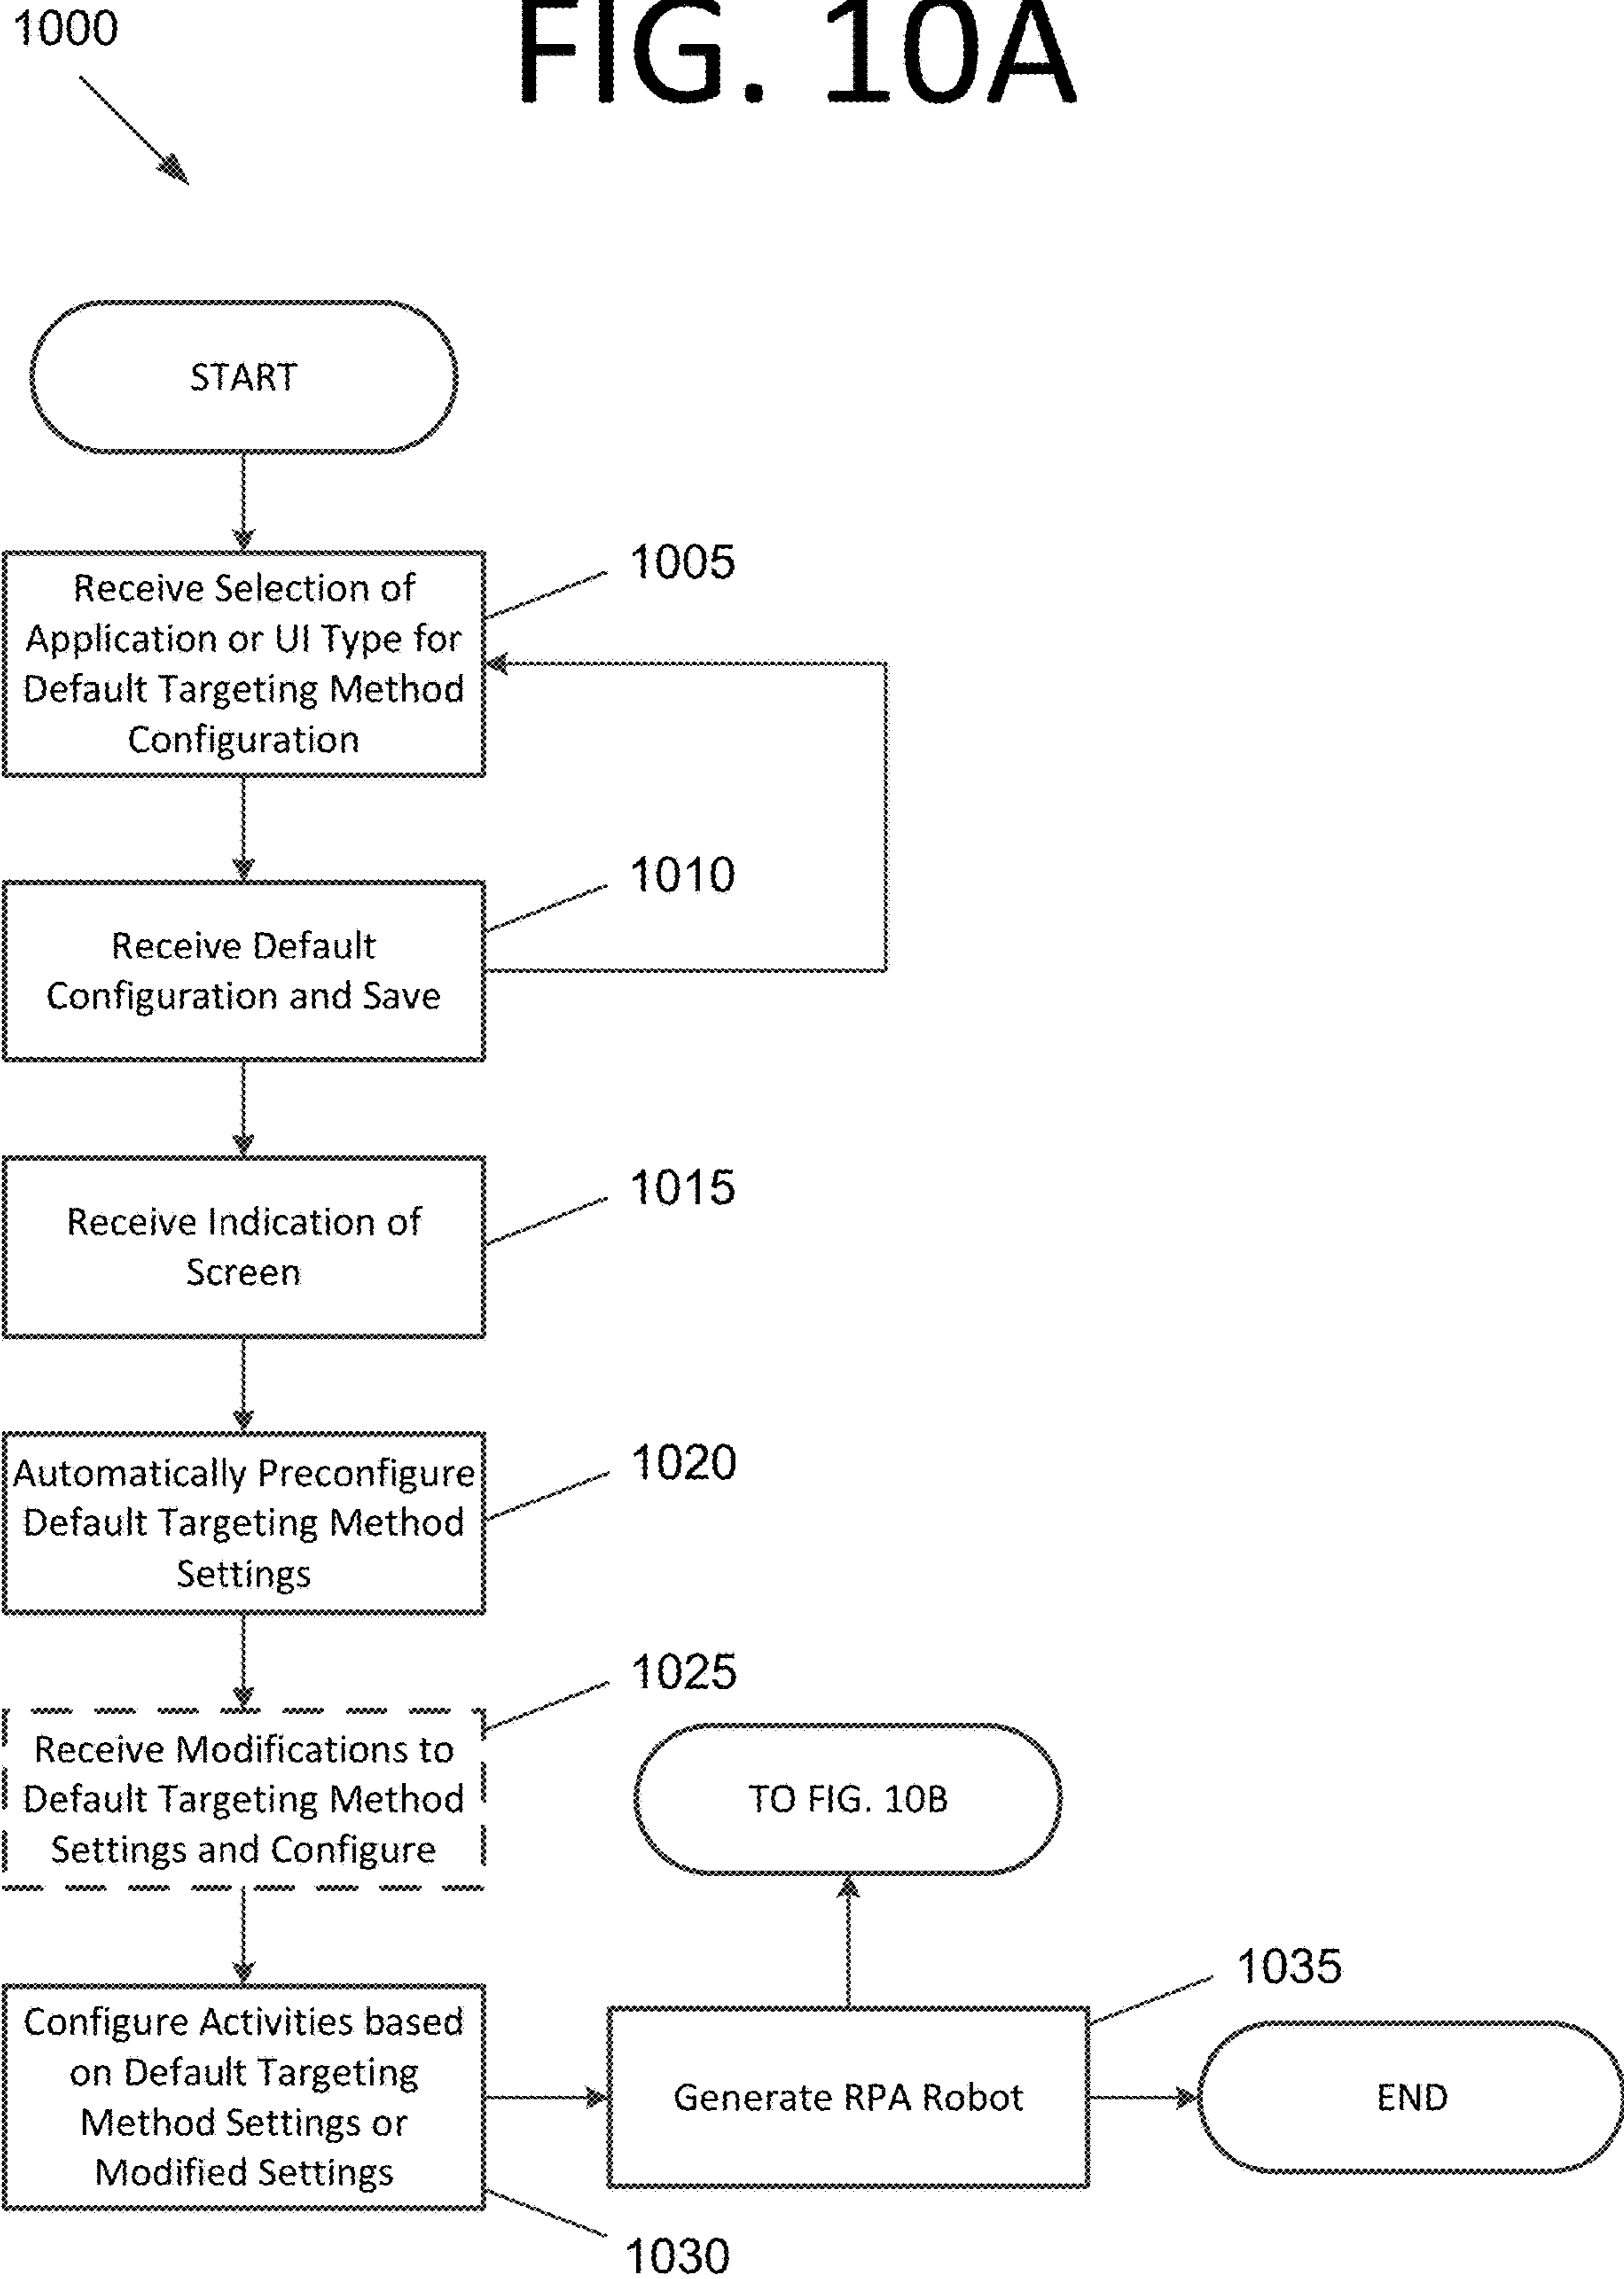 1000
FIG. 10A
START
Receive Selection of
Application or UI Type for
Default Targeting Method
Configuration
1005
Receive Default
Configuration and Save
1010
Receive Indication of
Screen
1015
Automatically Preconfigure
Default Targeting Method
Settings
1020
Receive Modifications to
Default Targeting Method
Settings and Configure
1025
TO FIG. 10B
Configure Activities based
on Default Targeting
Method Settings or
Modified Settings
1030
Generate RPA Robot
1035
END